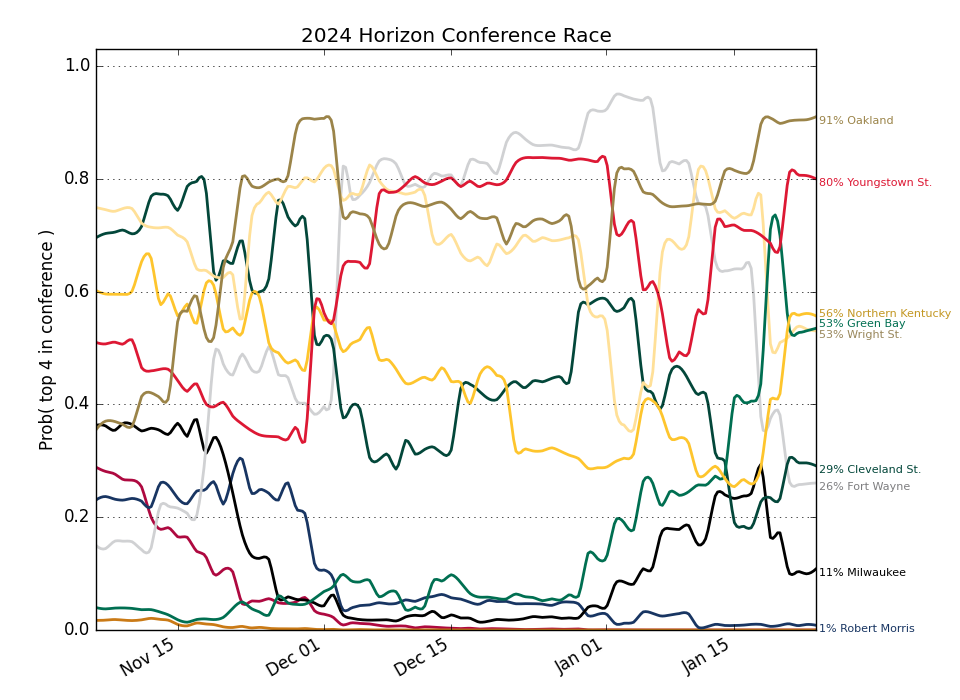 2024 Horizon Conference Race
Prob( top 4 in conference )
1.0
0.8
0.6
0.4
0.2
0.0
Nov 15
Dec 01
Dec 15
Jan 01
Jan 15
91% Oakland
80% Youngstown St.
56% Northern Kentucky
53% Green Bay
53% Wright St.
29% Cleveland St.
26% Fort Wayne
11% Milwaukee
1% Robert Morris